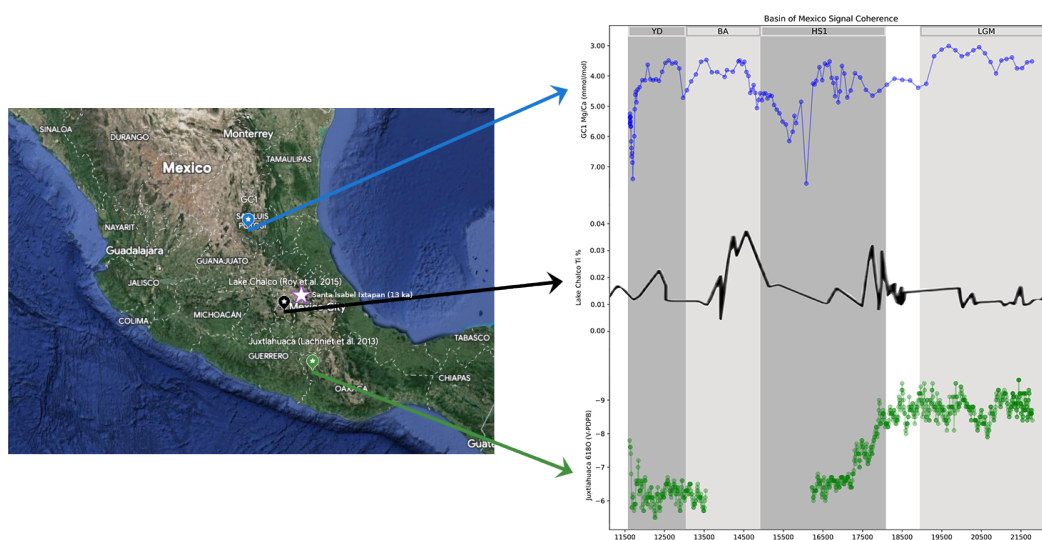 Basin of Mexico Signal Coherence
YD
BA
HS1
LGM
3.00
4.00
5.00
6.00
7.00
GC1 Mg/Ca (mmol/mol)
0.04
0.03
0.02
0.01
0.00
Lake Chalco Ti %
−9
−8
−7
−6
Juxtlahuaca δ18O (V-PDPB)
11500
12500
13500
14500
15500
16500
17500
18500
19500
20500
21500
SINALOA
DURANGO
Monterrey
Mexico
TAMAULIPAS
GC1
SAN LUIS
POTOSÍ
NAYARIT
Guadalajara
GUANAJUATO
JALISCO
Lake Chalco (Roy et al. 2015)
Santa Isabel Ixtapan (13 ka)
Mexico City
MICHOACÁN
COLIMA
Juxtlahuaca (Lachniet et al. 2013)
GUERRERO
TABASCO
OAXACA
CHIAPAS
Guate